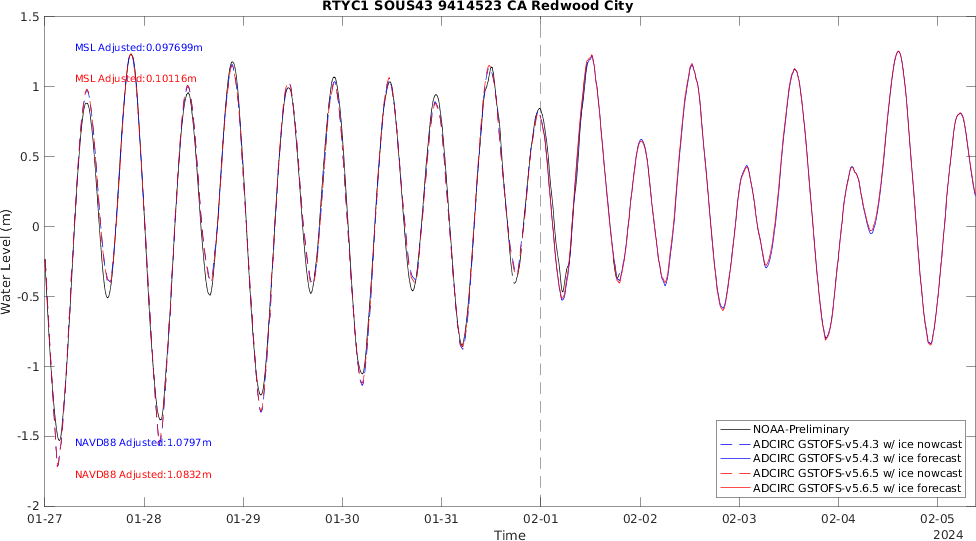 RTYC1 SOUS43 9414523 CA Redwood City
1.5
1
0.5
0
-0.5
-1
-1.5
-2
Water Level (m)
MSL Adjusted:0.097699m
MSL Adjusted:0.10116m
NAVD88 Adjusted:1.0797m
NAVD88 Adjusted:1.0832m
NOAA-Preliminary
ADCIRC GSTOFS-v5.4.3 w/ ice nowcast
ADCIRC GSTOFS-v5.4.3 w/ ice forecast
ADCIRC GSTOFS-v5.6.5 w/ ice nowcast
ADCIRC GSTOFS-v5.6.5 w/ ice forecast
01-27 01-28 01-29 01-30 01-31 02-01 02-02 02-03 02-04 02-05
Time
2024